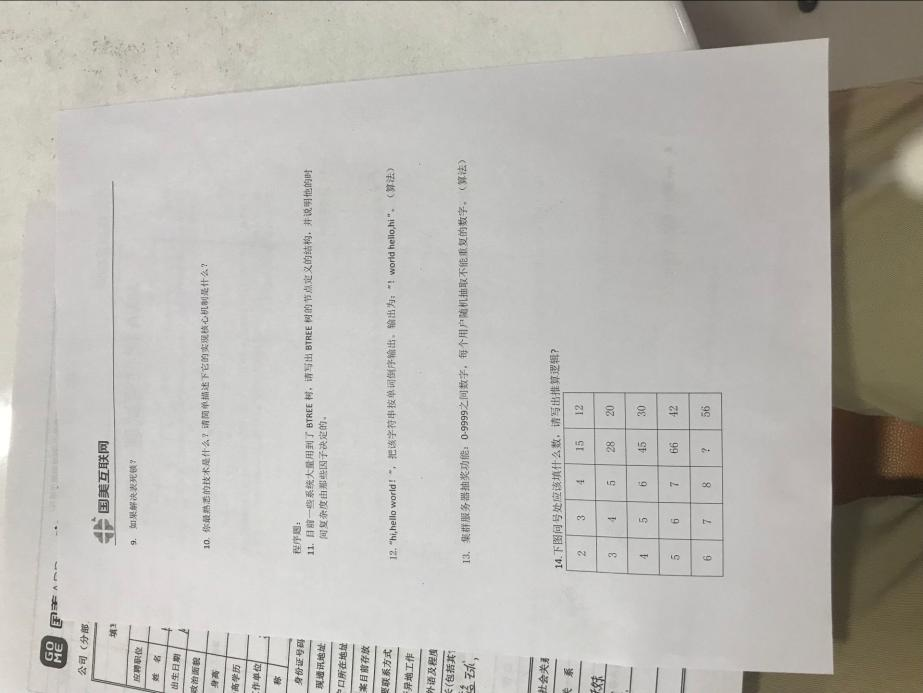 国美互联网
9. 如果解决表死锁？
10. 你最熟悉的技术是什么？请简单描述下它的实现核心机制是什么？
程序题：
11. 目前一些系统大量用到了 BTREE 树，请写出 BTREE 树的节点定义的结构，并说明他的时
间复杂度由那些因子决定的。
12. "hi,hello world！"，把该字符串按单词倒序输出。输出为："！world hello,hi"。（算法）
13. 集群服务器抽奖功能：0-9999之间数字，每个用户随机抽取不能重复的数字。（算法）
14.下图问号处应该填什么数，请写出推算逻辑？
2 3 4 15 12
3 4 5 28 20
4 5 6 45 30
5 6 7 66 42
6 7 8 ? 56
GOME
公司（分部
应聘职位
姓 名
出生日期
政治面貌
身高
高学历
工作单位
称
身份证号码
现通讯地址
户口所在地址
案目前存放
要联系方式
异地工作
外语及程度
(包括其
社会关系
关 系